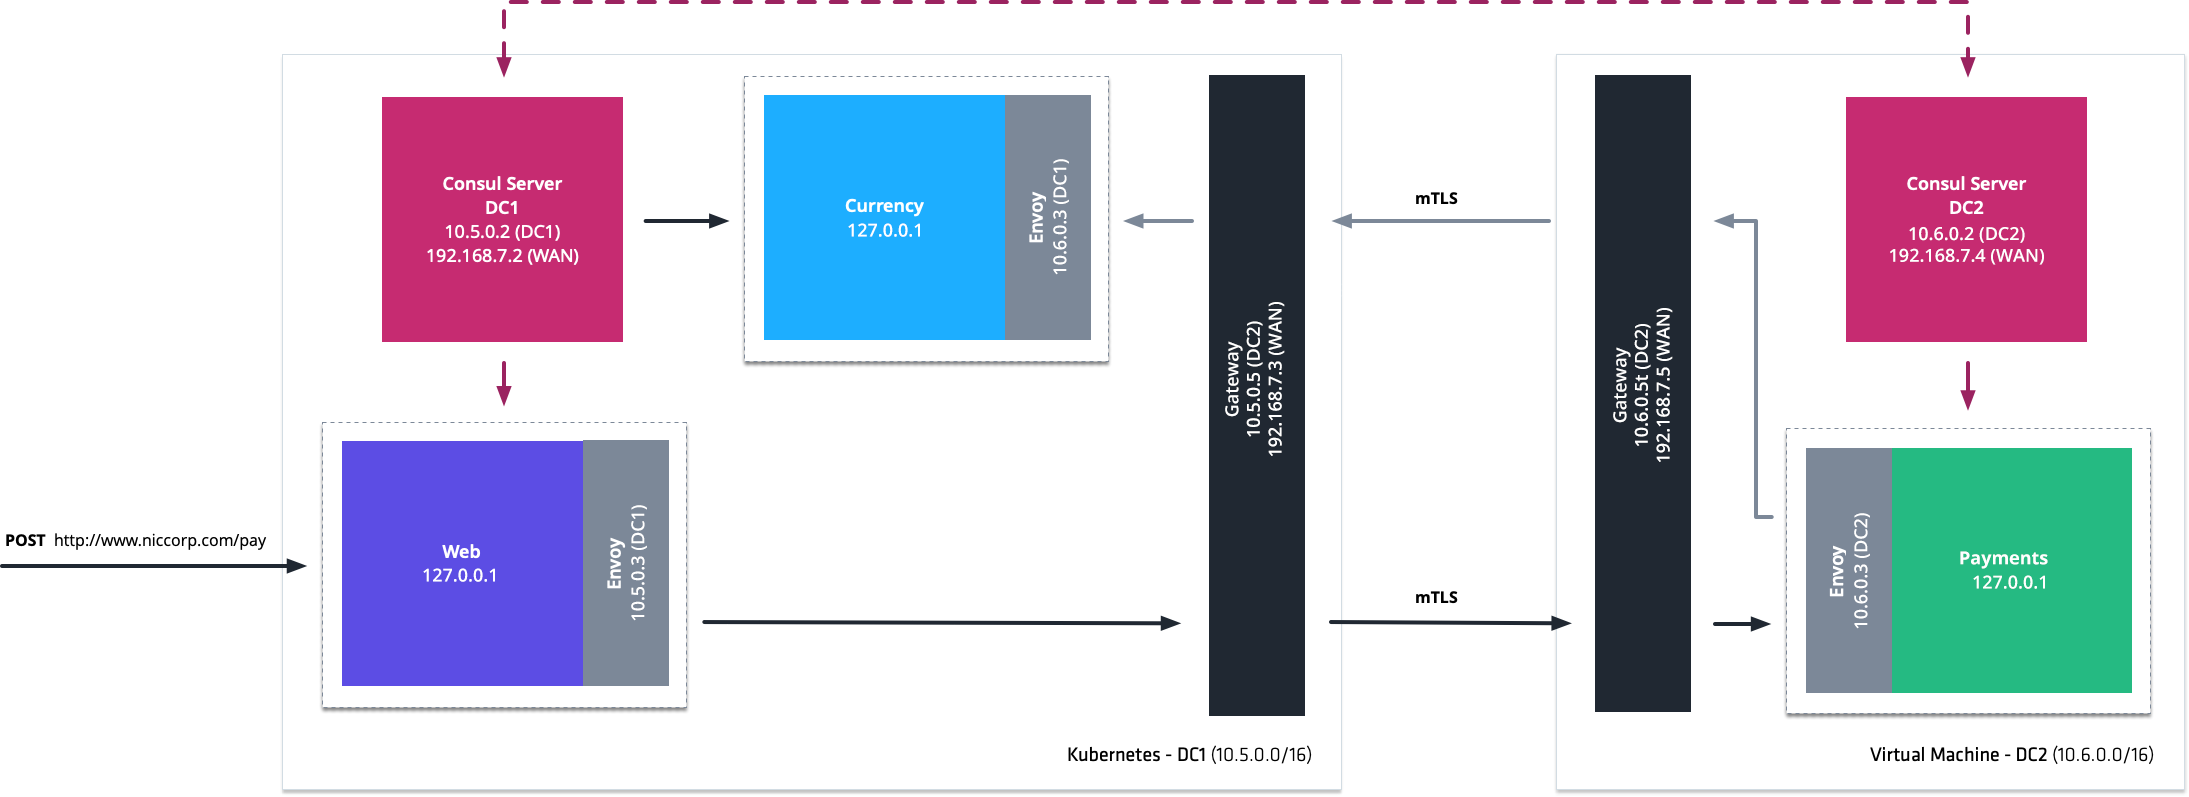 Consul Server
DC1
10.5.0.2 (DC1)
192.168.7.2 (WAN)
Currency
127.0.0.1
Envoy
10.6.0.3 (DC1)
Gateway
10.5.0.5 (DC2)
192.168.7.3 (WAN)
mTLS
Gateway
10.6.0.5t (DC2)
192.168.7.5 (WAN)
Consul Server
DC2
10.6.0.2 (DC2)
192.168.7.4 (WAN)
POST http://www.niccorp.com/pay
Web
127.0.0.1
Envoy
10.5.0.3 (DC1)
mTLS
Envoy
10.6.0.3 (DC2)
Payments
127.0.0.1
Kubernetes - DC1 (10.5.0.0/16)
Virtual Machine - DC2 (10.6.0.0/16)